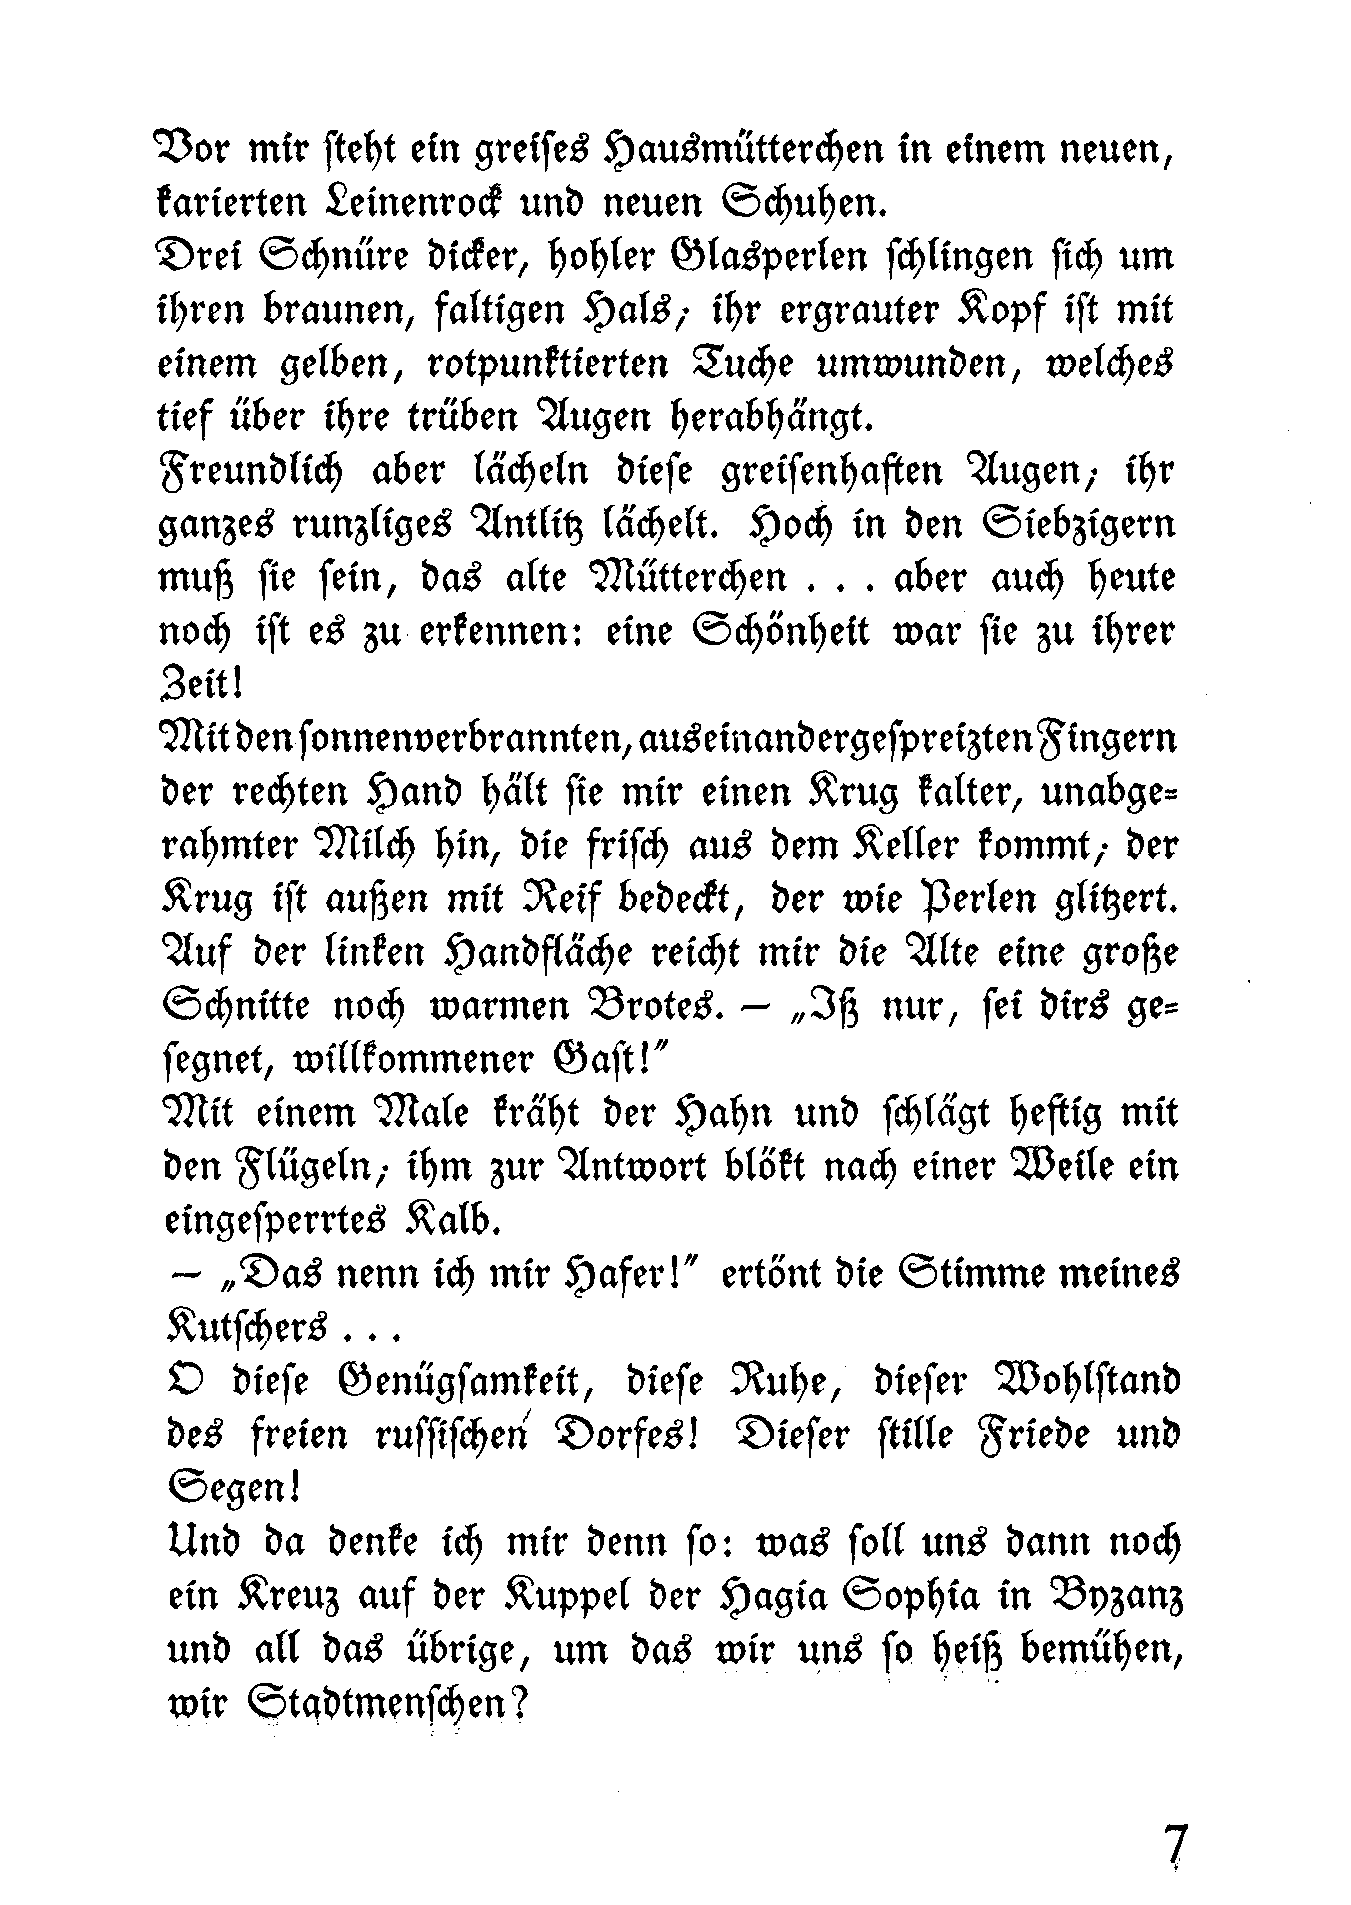 Vor mir steht ein greises Hausmütterchen in einem neuen,
karierten Leinenrock und neuen Schuhen.
Drei Schnüre dicker, hohler Glasperlen schlingen sich um
ihren braunen, faltigen Hals; ihr ergrauter Kopf ist mit
einem gelben, rotpunktierten Tuche umwunden, welches
tief über ihre trüben Augen herabhängt.
Freundlich aber lächeln diese greisenhaften Augen; ihr
ganzes runzliges Antlitz lächelt. Hoch in den Siebzigern
muß sie sein, das alte Mütterchen . . . aber auch heute
noch ist es zu erkennen: eine Schönheit war sie zu ihrer
Zeit!
Mit den sonnenverbrannten, auseinandergespreizten Fingern
der rechten Hand hält sie mir einen Krug kalter, unabge=
rahmter Milch hin, die frisch aus dem Keller kommt; der
Krug ist außen mit Reif bedeckt, der wie Perlen glitzert.
Auf der linken Handfläche reicht mir die Alte eine große
Schnitte noch warmen Brotes. — „Iß nur, sei dirs ge=
segnet, willkommener Gast!"
Mit einem Male kräht der Hahn und schlägt heftig mit
den Flügeln; ihm zur Antwort blökt nach einer Weile ein
eingesperrtes Kalb.
— „Das nenn ich mir Hafer!" ertönt die Stimme meines
Kutschers . . .
O diese Genügsamkeit, diese Ruhe, dieser Wohlstand
des freien russischen Dorfes! Dieser stille Friede und
Segen!
Und da denke ich mir denn so: was soll uns dann noch
ein Kreuz auf der Kuppel der Hagia Sophia in Byzanz
und all das übrige, um das wir uns so heiß bemühen,
wir Stadtmenschen?
7